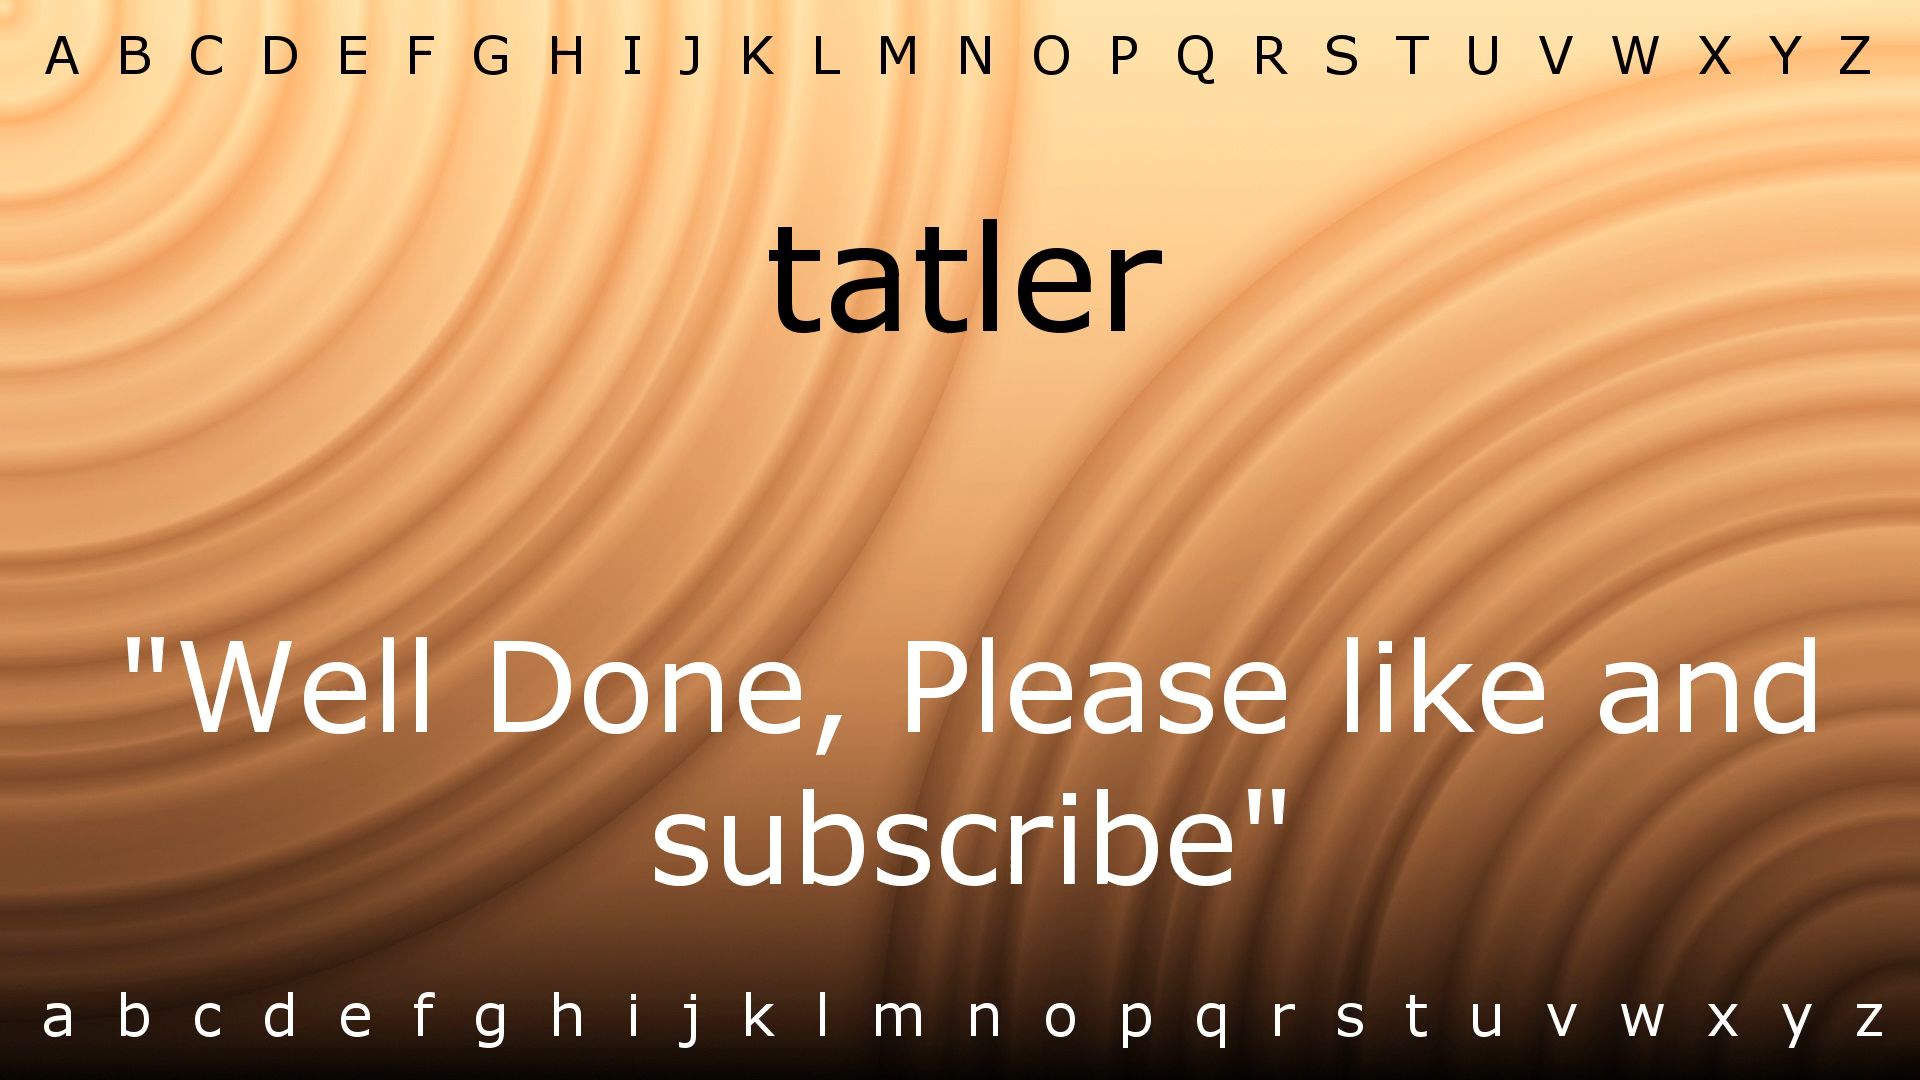 A B C D E F G H I J K L M N O P Q R S T U V W X Y Z
tatler
"Well Done, Please like and
subscribe"
a b c d e f g h i j k l m n o p q r s t u v w x y z